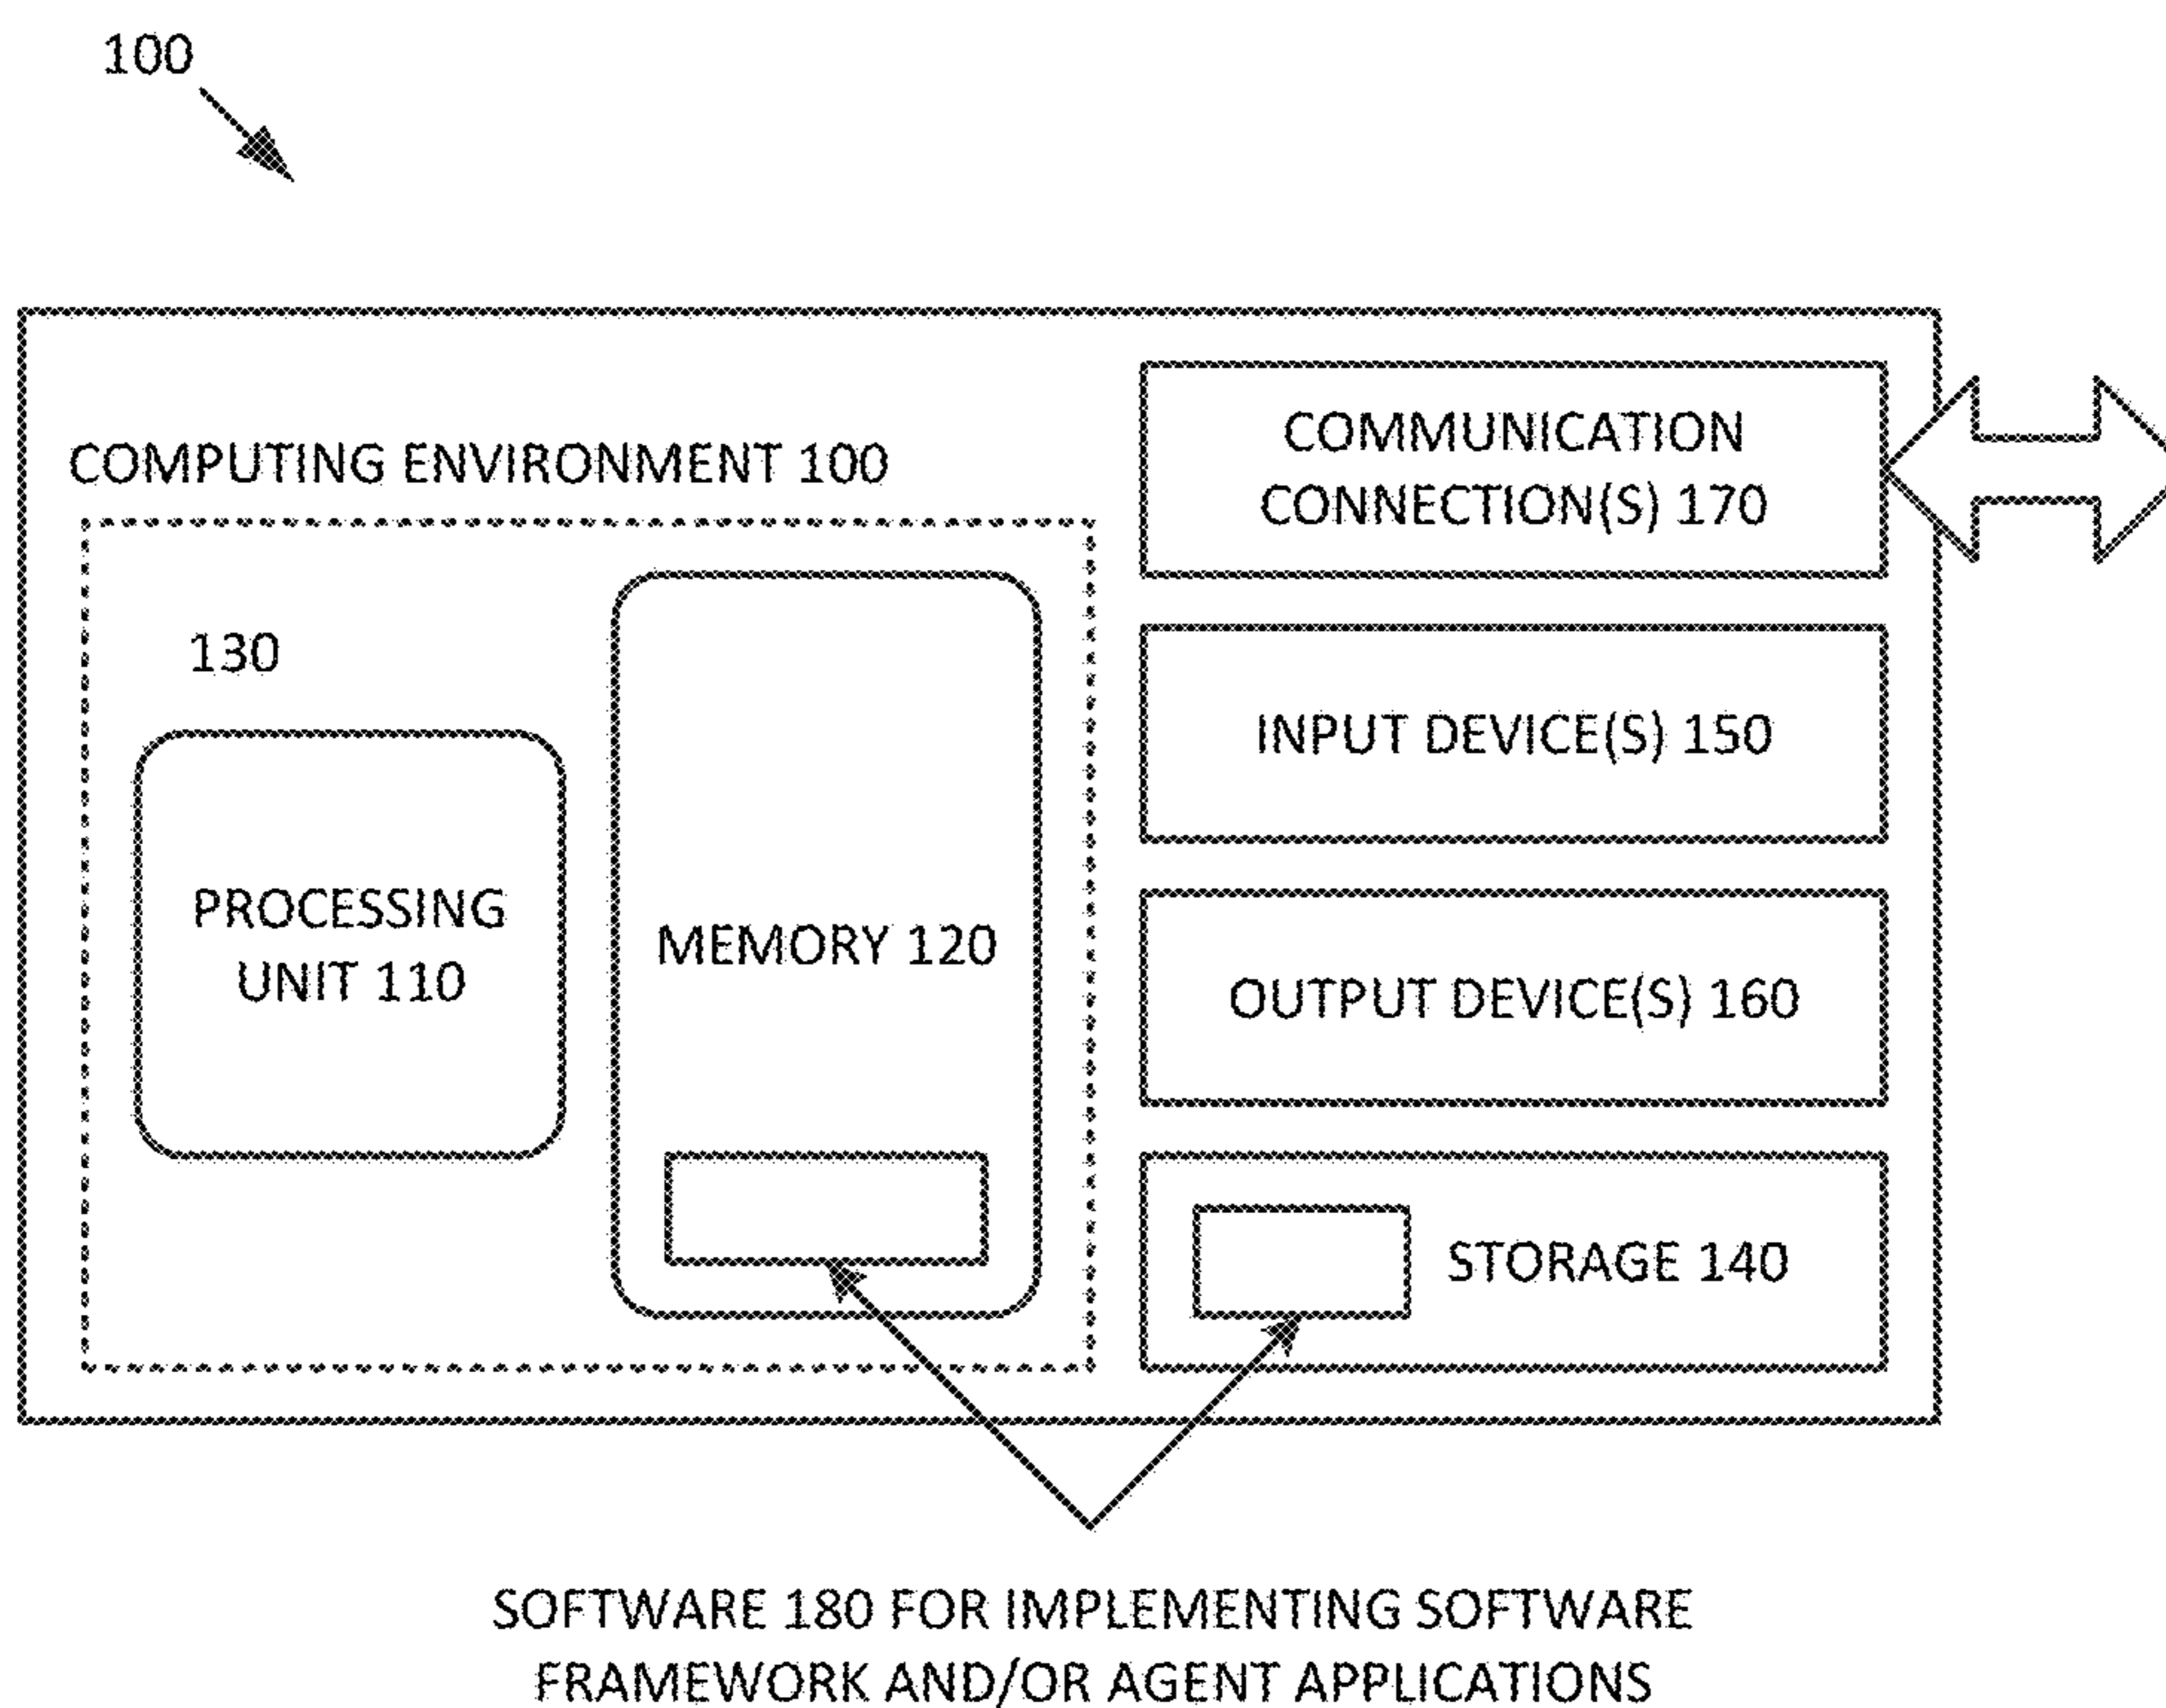 100
COMPUTING ENVIRONMENT 100
130
PROCESSING
UNIT 110
MEMORY 120
COMMUNICATION
CONNECTION(S) 170
INPUT DEVICE(S) 150
OUTPUT DEVICE(S) 160
STORAGE 140
SOFTWARE 180 FOR IMPLEMENTING SOFTWARE
FRAMEWORK AND/OR AGENT APPLICATIONS